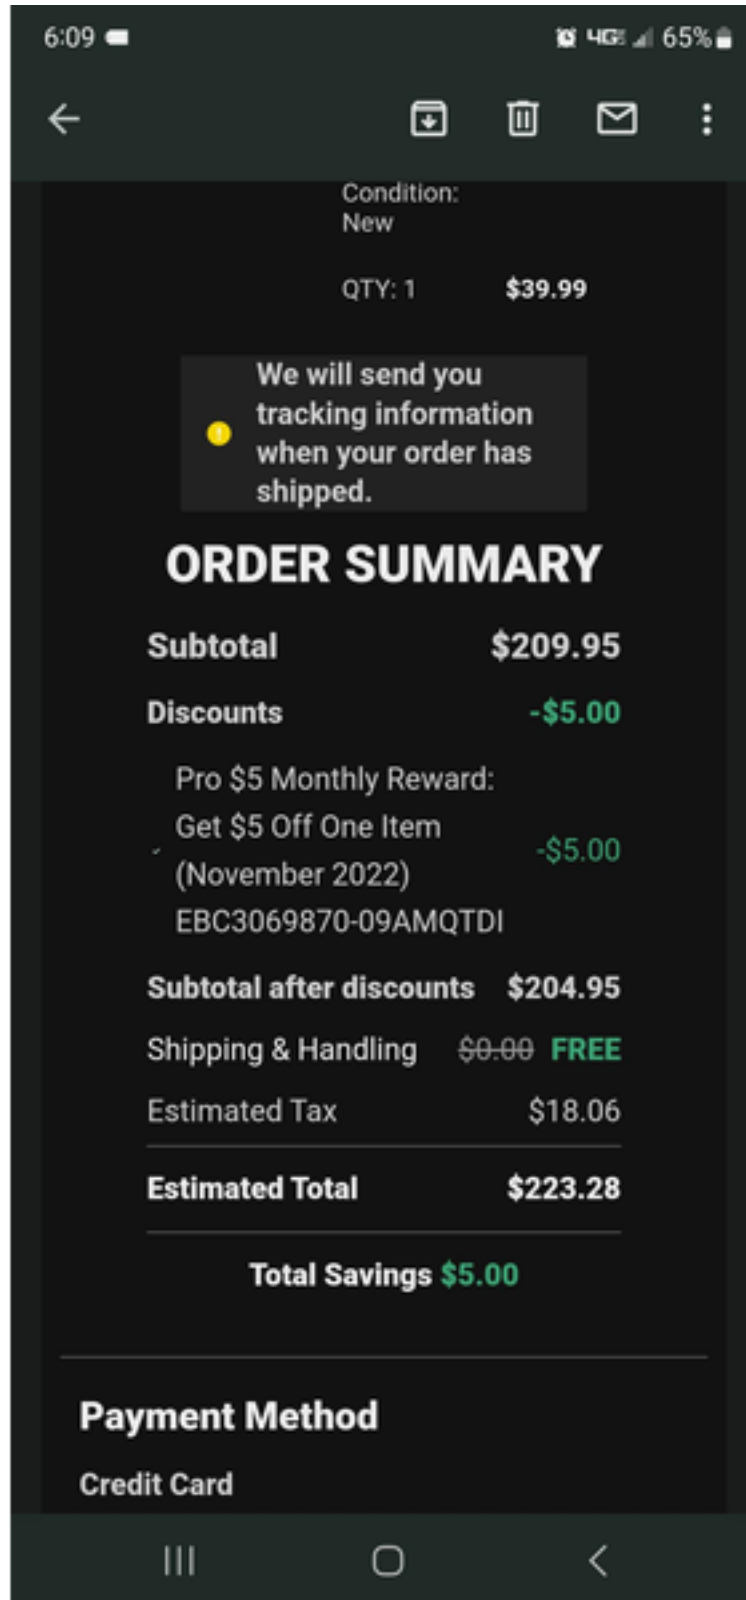 6:09 4G 65%
Condition:
New
QTY: 1 $39.99
We will send you
tracking information
when your order has
shipped.
ORDER SUMMARY
Subtotal $209.95
Discounts -$5.00
Pro $5 Monthly Reward:
Get $5 Off One Item
(November 2022)
EBC3069870-09AMQTDI
-$5.00
Subtotal after discounts $204.95
Shipping & Handling $0.00 FREE
Estimated Tax $18.06
Estimated Total $223.28
Total Savings $5.00
Payment Method
Credit Card